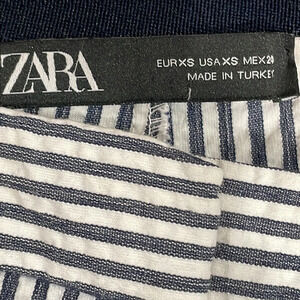 ZARA
EUR XS USA XS MEX 24
MADE IN TURKEY